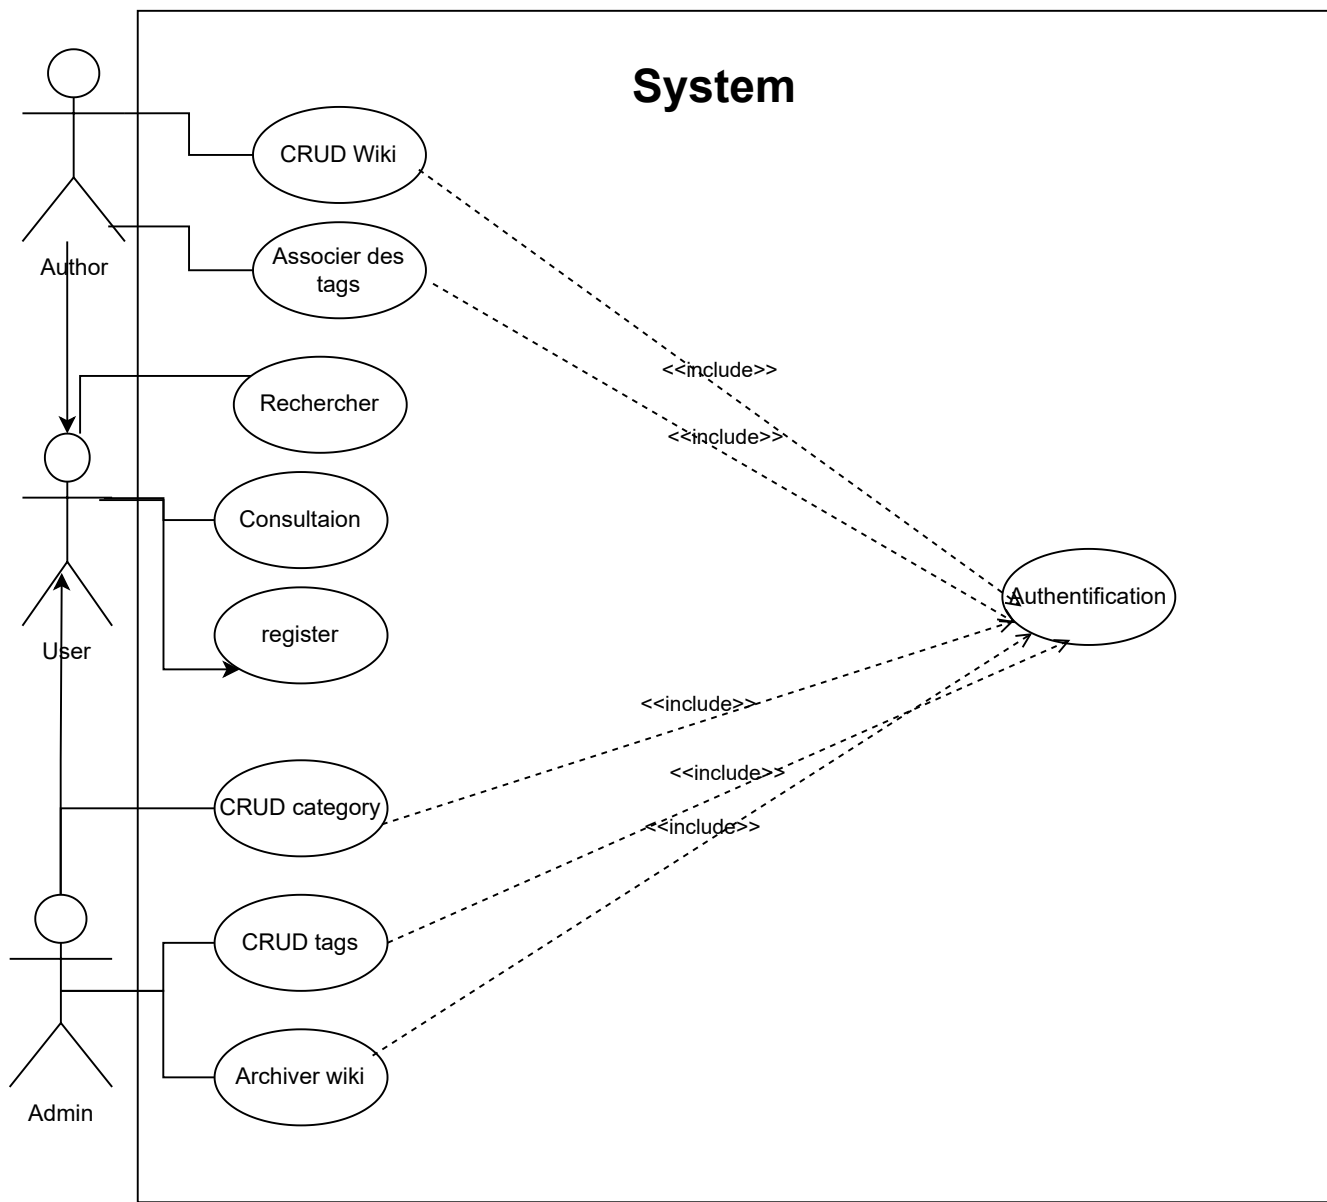 System
CRUD Wiki
Associer des
tags
Author
<<include>>
Rechercher
<<include>>
Consultaion
Authentification
register
User
<<include>>
<<include>>
CRUD category
<<include>>
CRUD tags
Archiver wiki
Admin